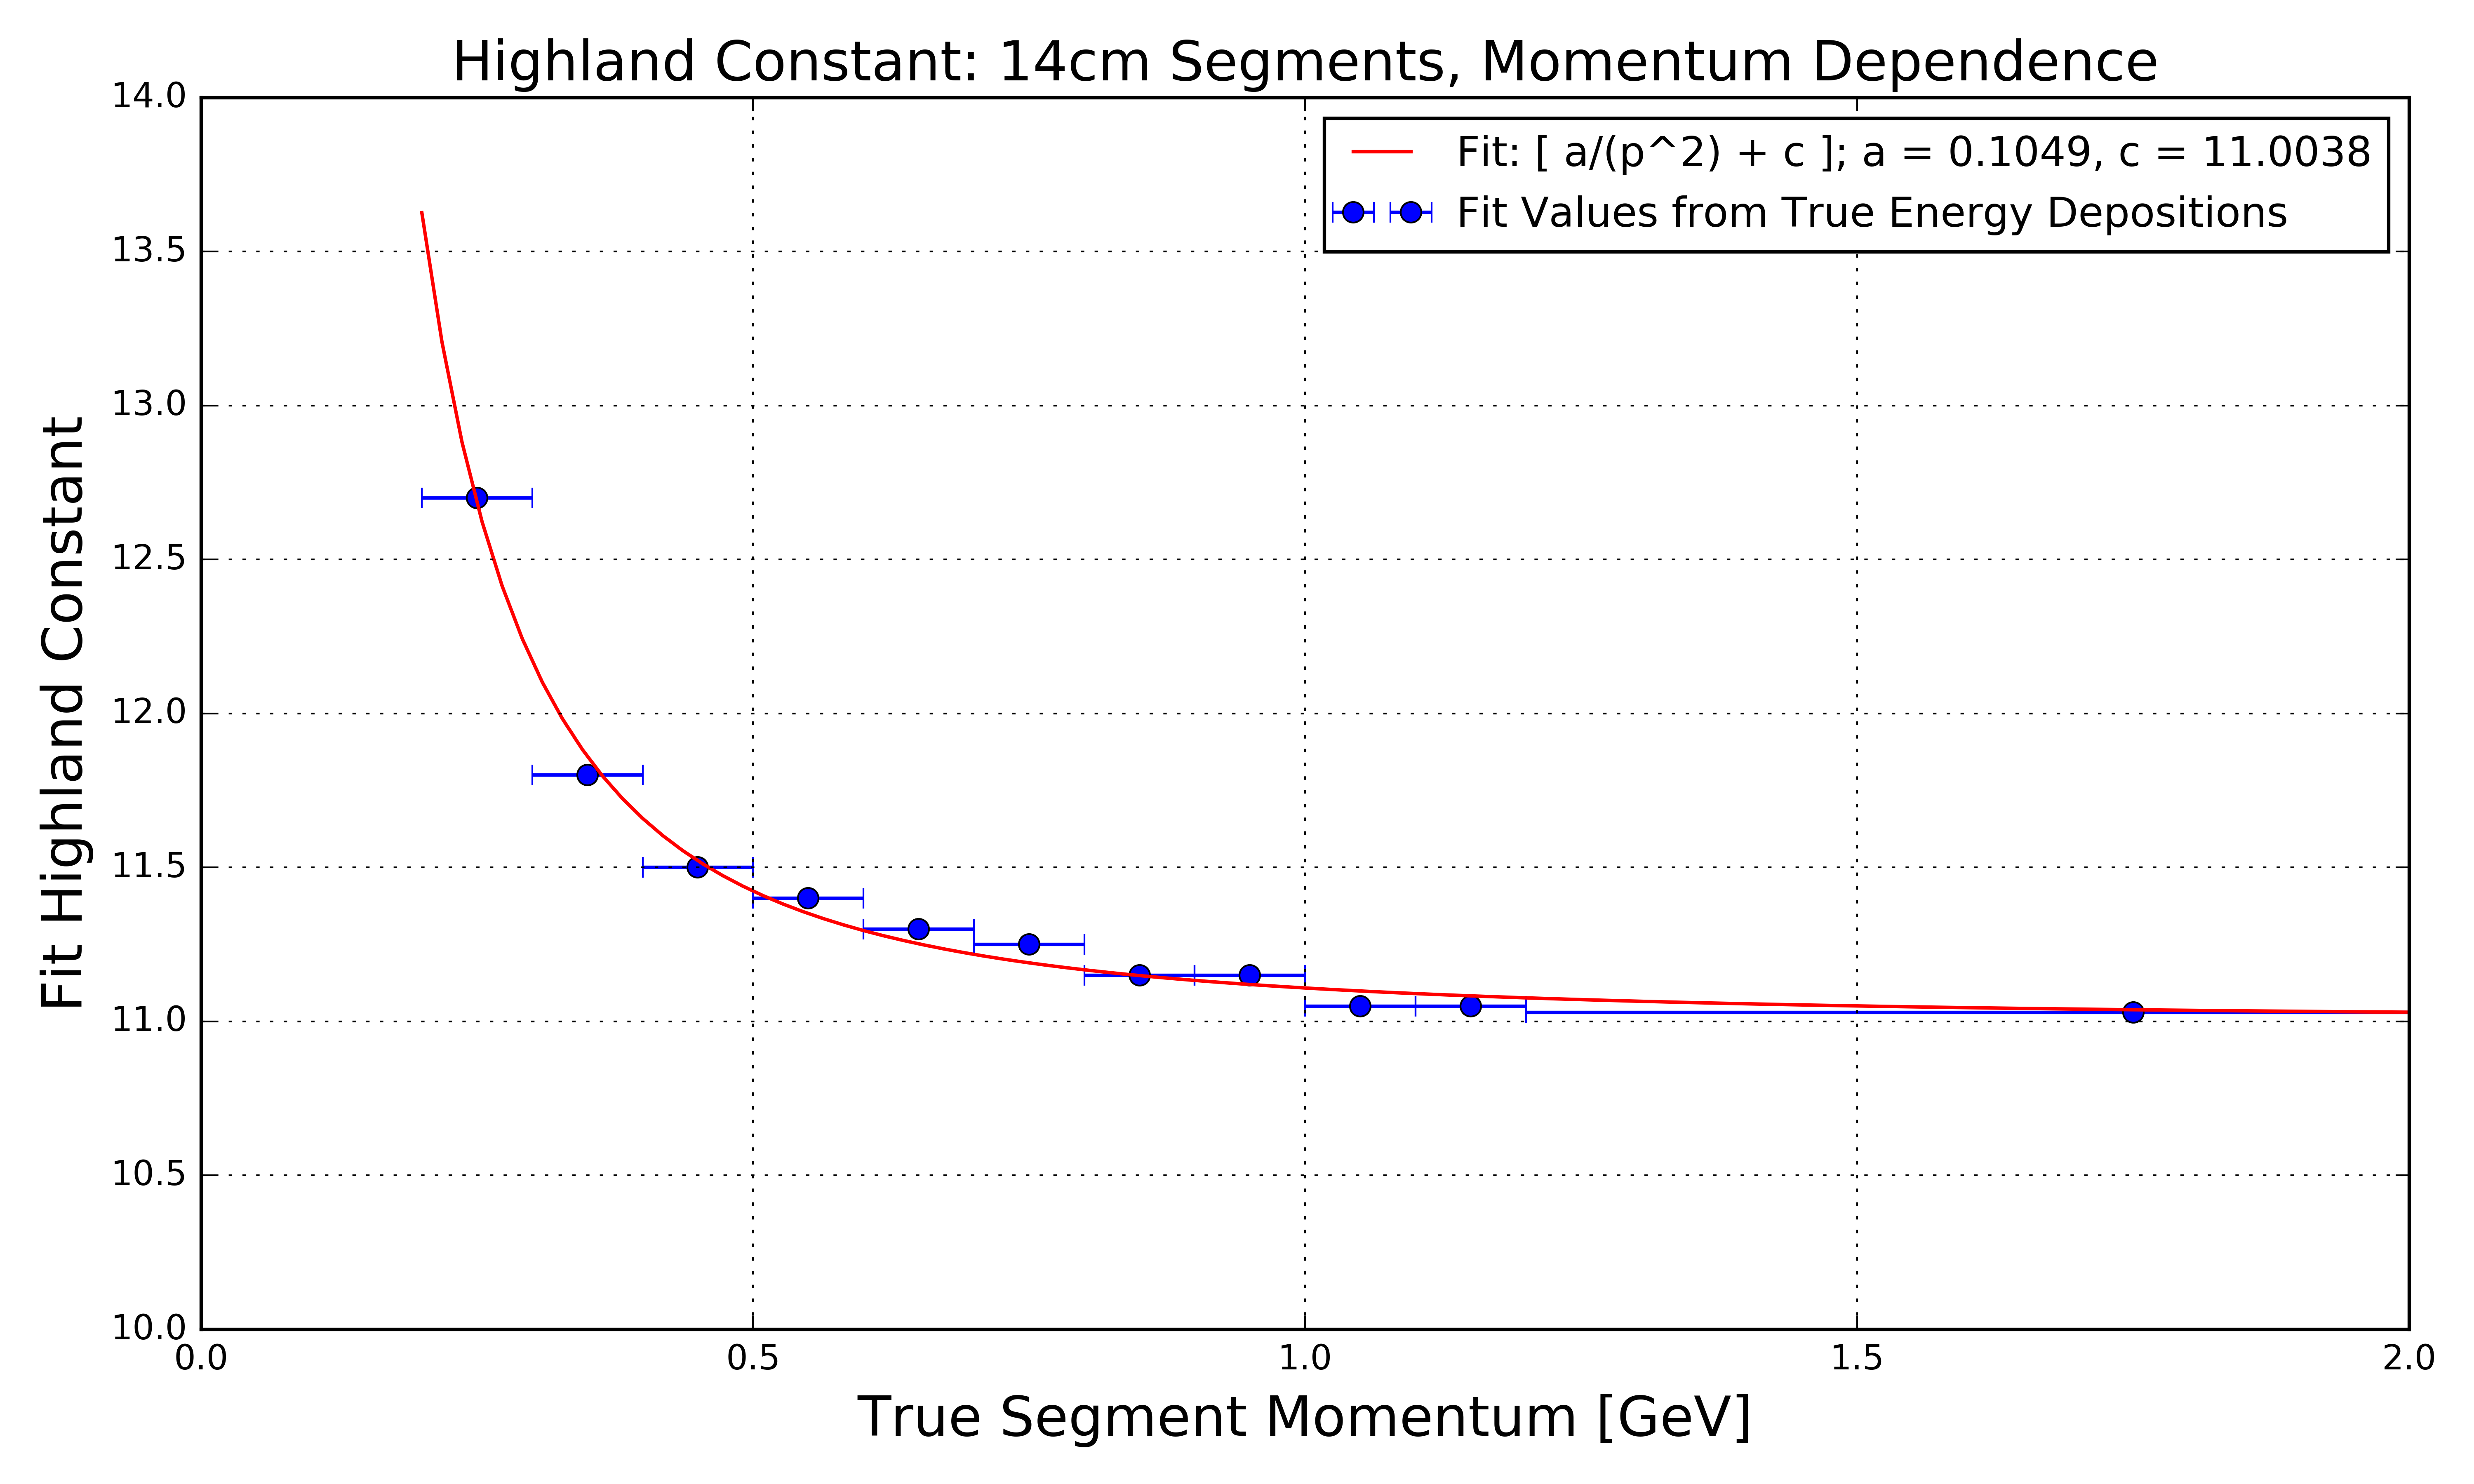 Highland Constant: 14cm Segments, Momentum Dependence
Fit: [ a/(p^2) + c ]; a = 0.1049, c = 11.0038
Fit Values from True Energy Depositions
Fit Highland Constant
14.0
13.5
13.0
12.5
12.0
11.5
11.0
10.5
10.0
0.0 0.5 1.0 1.5 2.0
True Segment Momentum [GeV]